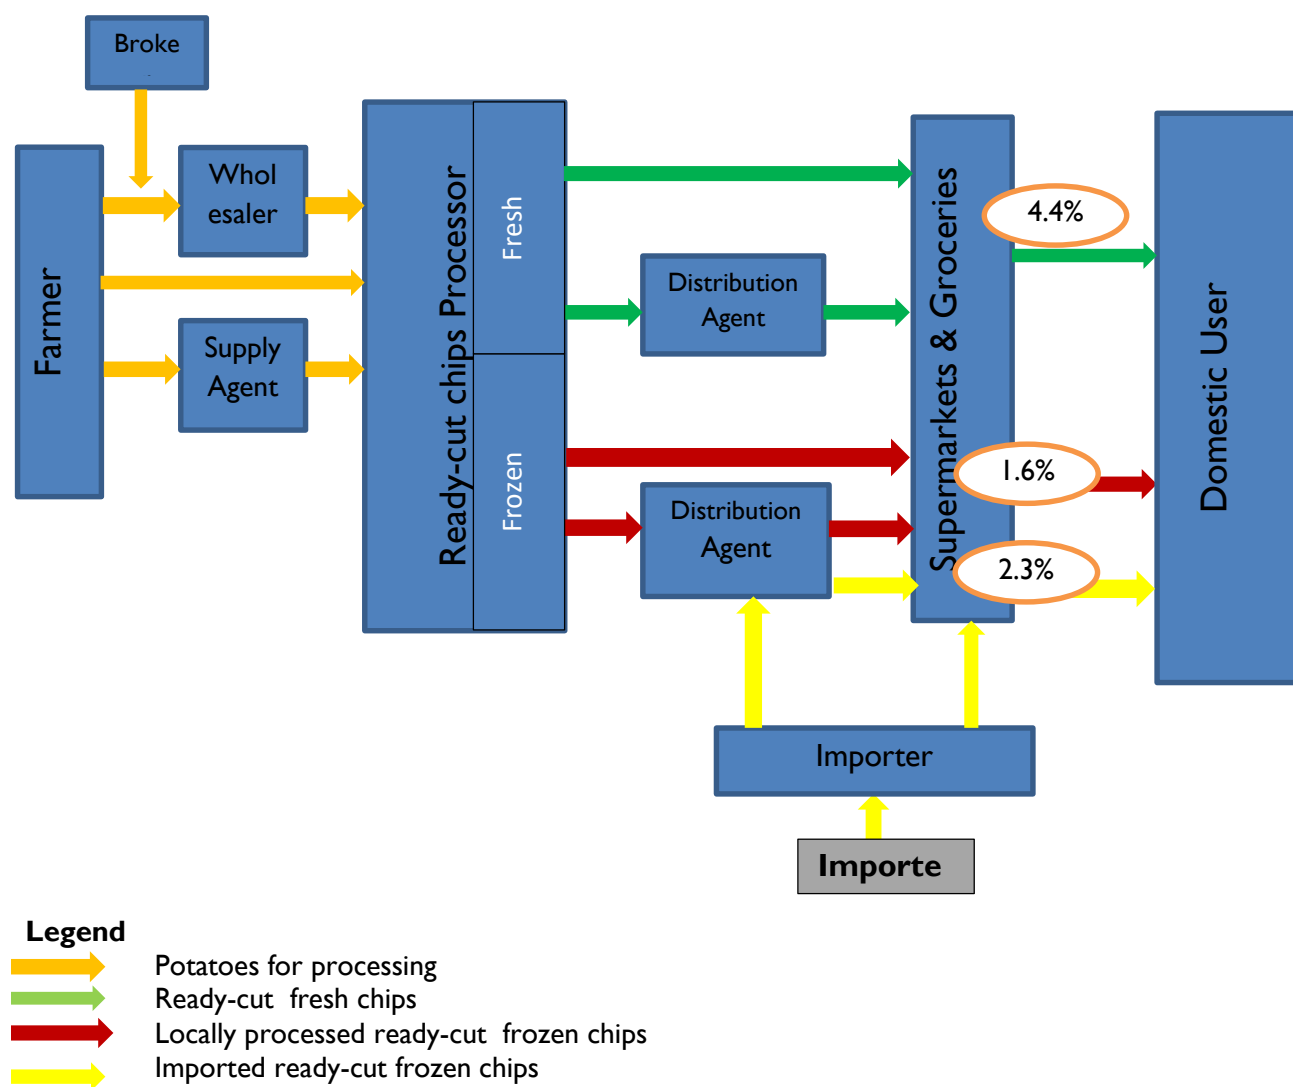 Broke
Farmer
Whol
esaler
Supply
Agent
Ready-cut chips Processor
Fresh
Frozen
Distribution
Agent
Distribution
Agent
Supermarkets & Groceries
4.4%
1.6%
2.3%
Domestic User
Importer
Importe
Legend
Potatoes for processing
Ready-cut fresh chips
Locally processed ready-cut frozen chips
Imported ready-cut frozen chips